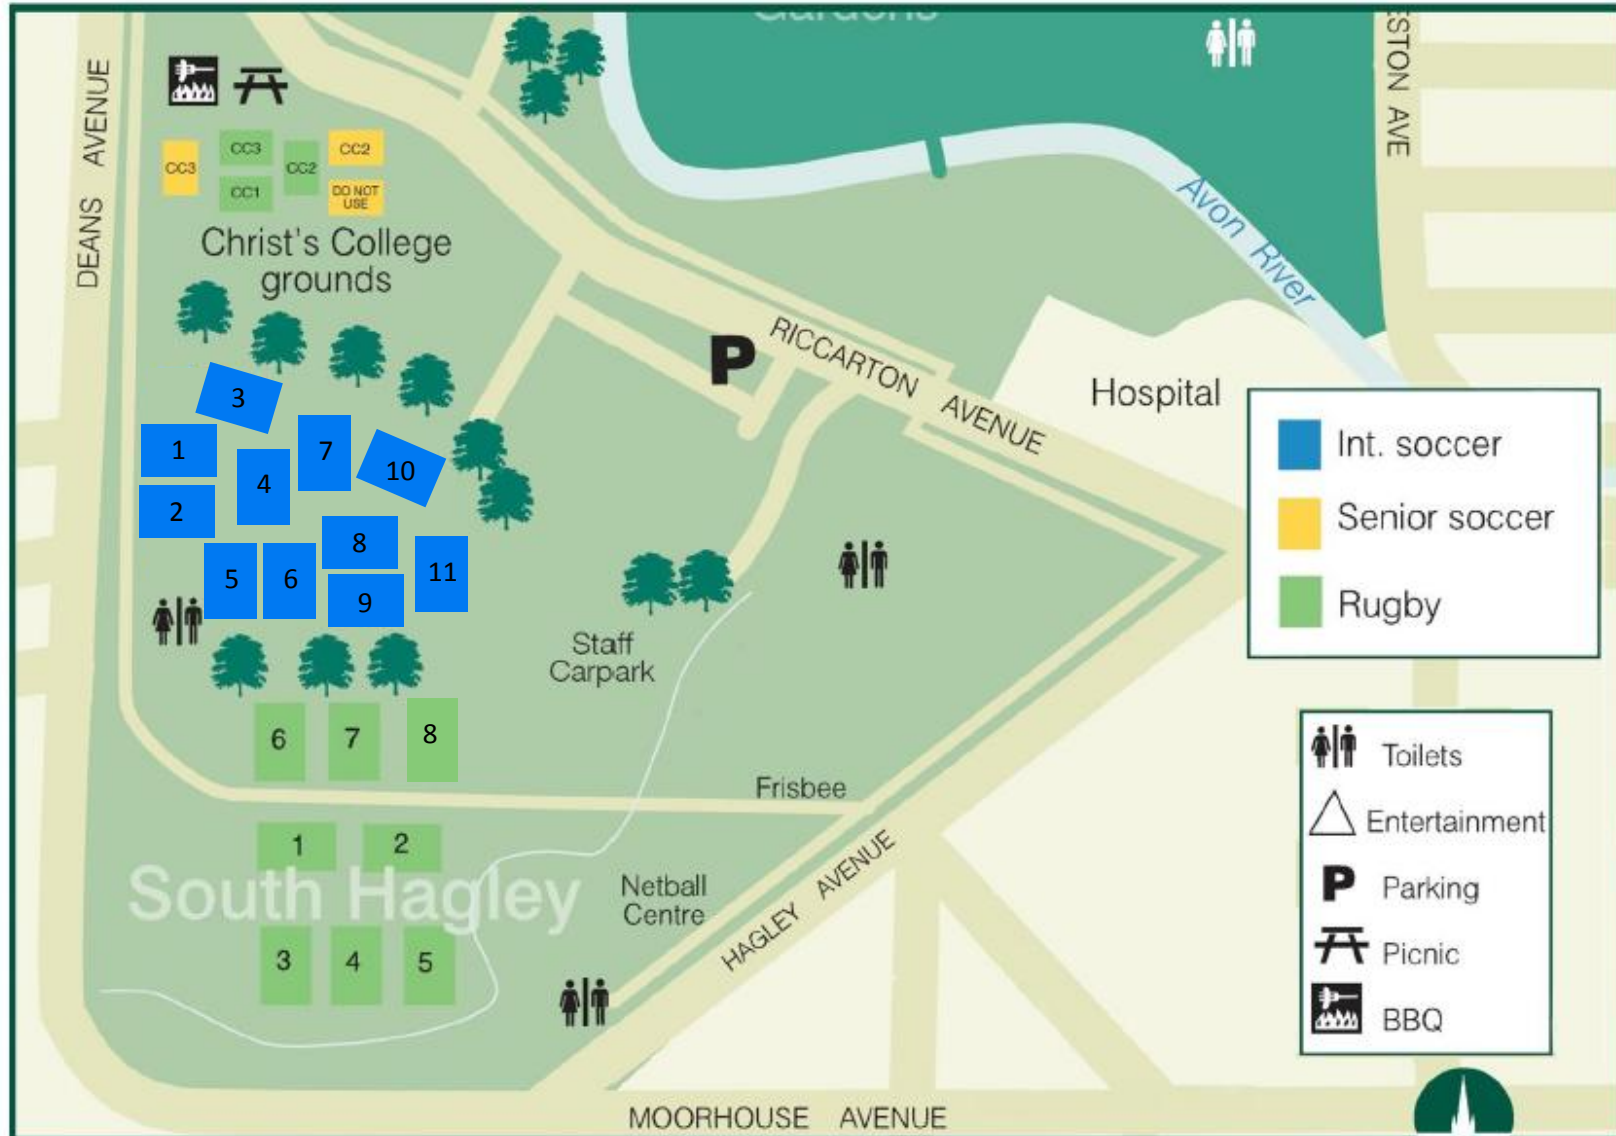 Gardens
ESTON AVE
DEANS AVENUE
CC3
CC3
CC2
CC2
CC1
DO NOT
USE
Christ's College
grounds
Avon River
RICCARTON AVENUE
P
Hospital
3
1
7
10
4
2
8
5
6
11
9
Int. soccer
Senior soccer
Rugby
Staff
Carpark
6
7
8
Frisbee
1
2
South Hagley
Netball
Centre
HAGLEY AVENUE
3
4
5
Toilets
Entertainment
P Parking
Picnic
BBQ
MOORHOUSE AVENUE